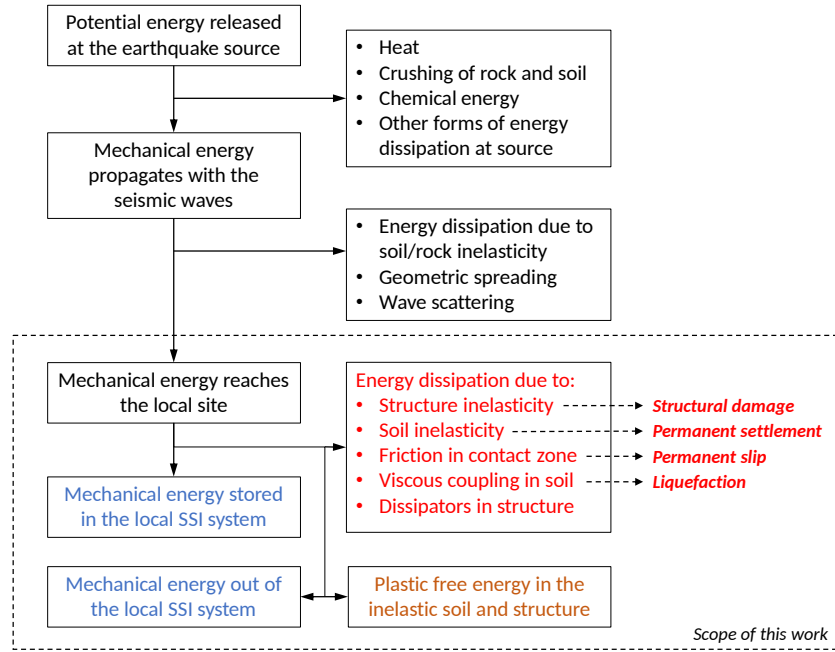 Potential energy released
at the earthquake source
• Heat
• Crushing of rock and soil
• Chemical energy
• Other forms of energy
dissipation at source
Mechanical energy
propagates with the
seismic waves
• Energy dissipation due to
soil/rock inelasticity
• Geometric spreading
• Wave scattering
Mechanical energy reaches
the local site
Energy dissipation due to:
• Structure inelasticity
• Soil inelasticity
• Friction in contact zone
• Viscous coupling in soil
• Dissipators in structure
Structural damage
Permanent settlement
Permanent slip
Liquefaction
Mechanical energy stored
in the local SSI system
Mechanical energy out of
the local SSI system
Plastic free energy in the
inelastic soil and structure
Scope of this work